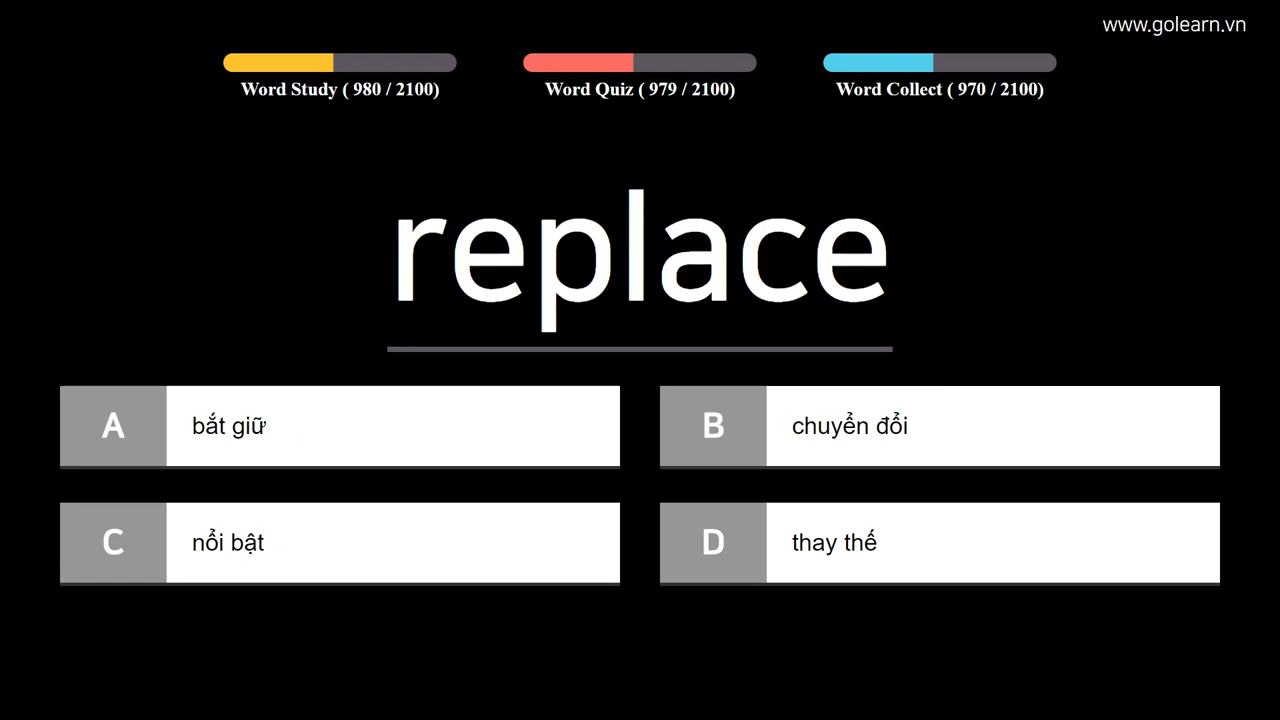 www.golearn.vn
Word Study ( 980 / 2100)
Word Quiz ( 979 / 2100)
Word Collect ( 970 / 2100)
replace
A bắt giữ
B chuyển đổi
C nổi bật
D thay thế